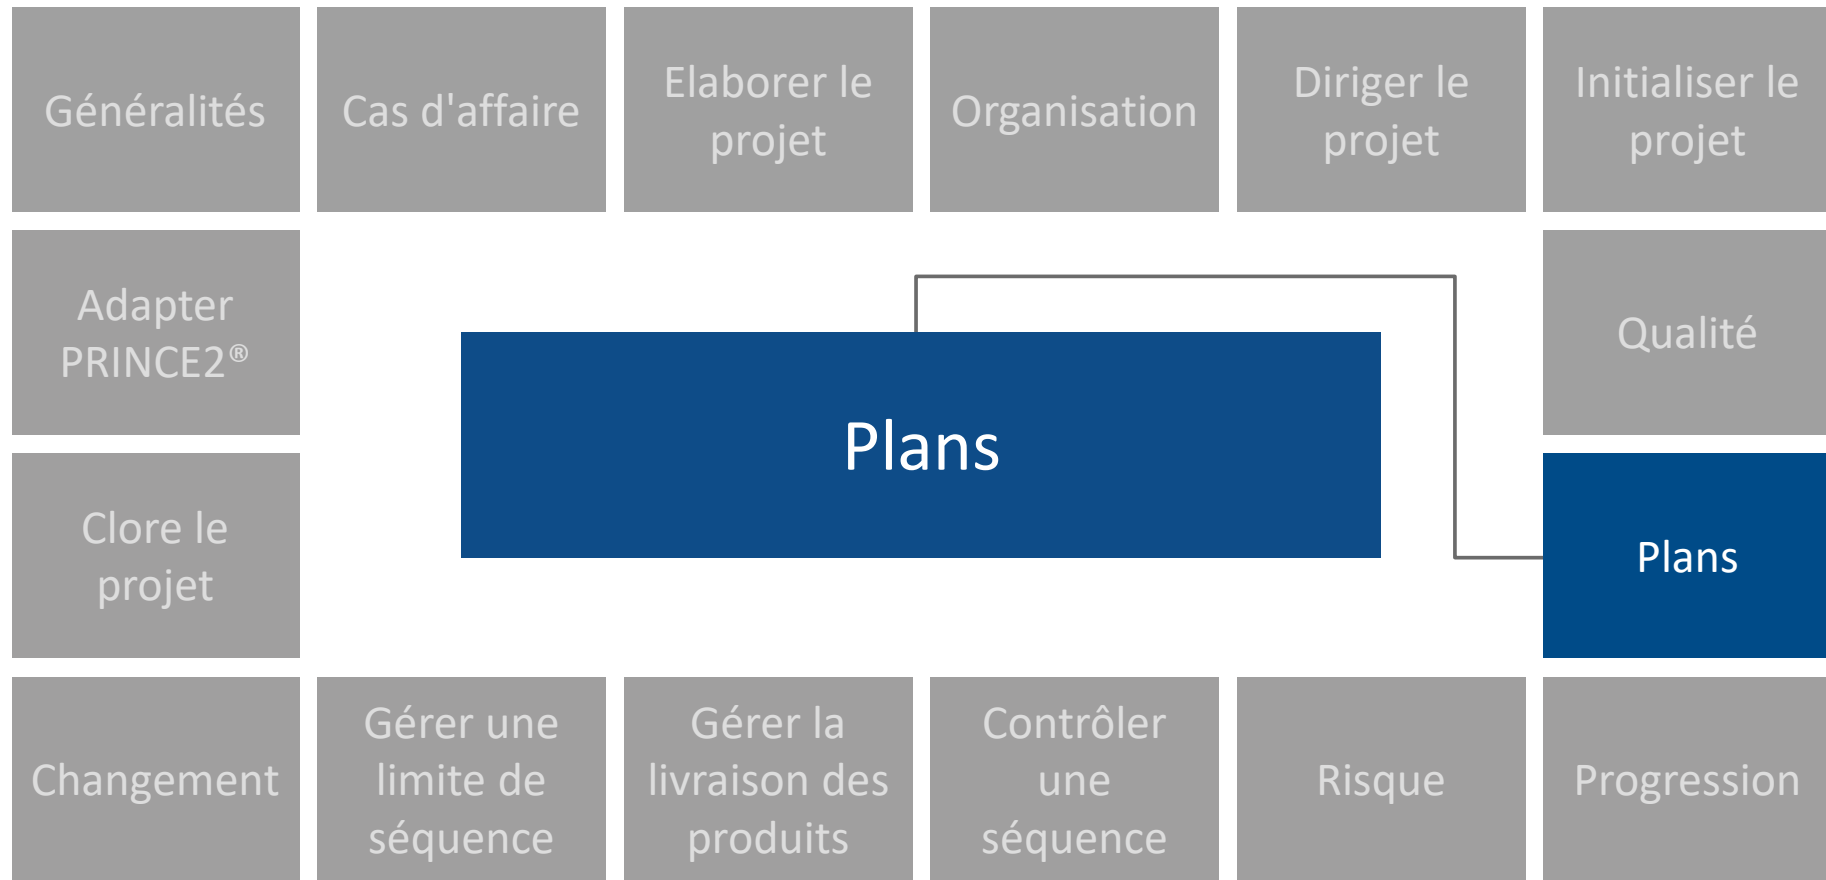 Généralités
Cas d'affaire
Elaborer le
projet
Organisation
Diriger le
projet
Initialiser le
projet
Adapter
PRINCE2®
Qualité
Plans
Clore le
projet
Plans
Changement
Gérer une
limite de
séquence
Gérer la
livraison des
produits
Contrôler
une
séquence
Risque
Progression